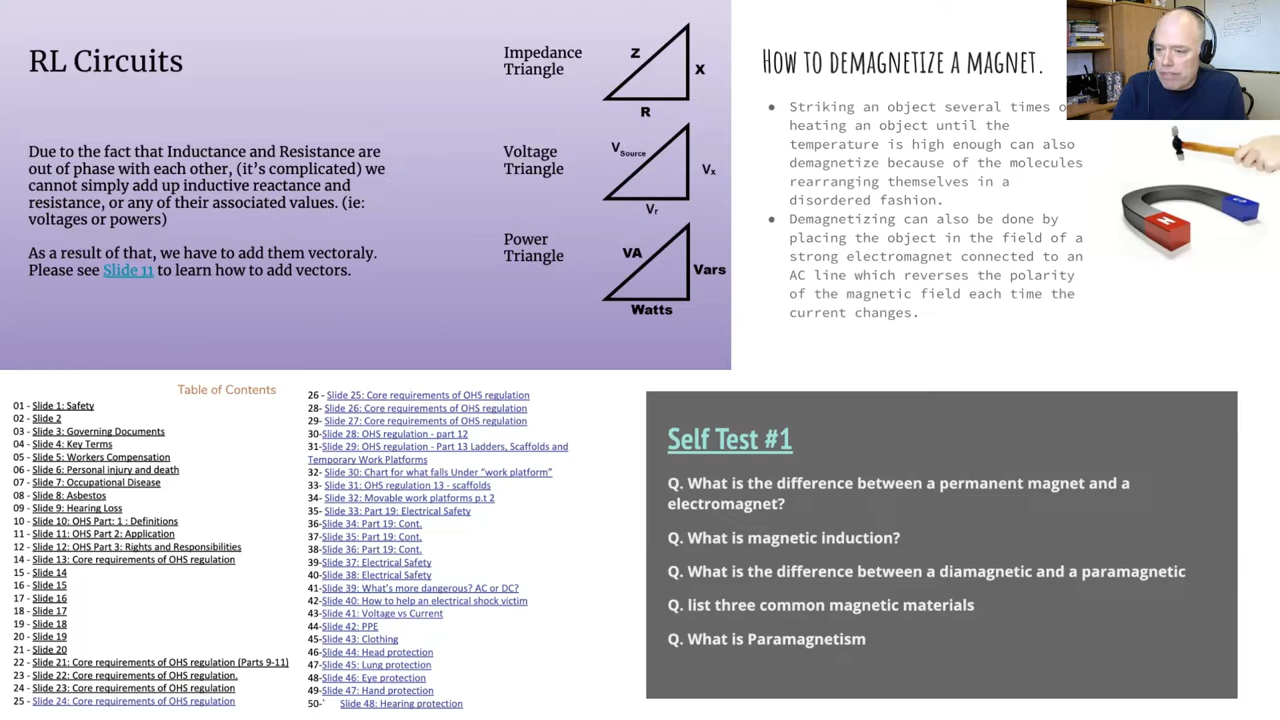 RL Circuits
Due to the fact that Inductance and Resistance are
out of phase with each other, (it's complicated) we
cannot simply add up inductive reactance and
resistance, or any of their associated values. (ie:
voltages or powers)
As a result of that, we have to add them vectoraly.
Please see Slide 11 to learn how to add vectors.
Impedance
Triangle
Z
X
R
Voltage
Triangle
VSource
Vx
Vr
Power
Triangle
VA
Vars
Watts
How to demagnetize a magnet.
Striking an object several times o
heating an object until the
temperature is high enough can also
demagnetize because of the molecules
rearranging themselves in a
disordered fashion.
Demagnetizing can also be done by
placing the object in the field of a
strong electromagnet connected to an
AC line which reverses the polarity
of the magnetic field each time the
current changes.
N
S
Table of Contents
01 - Slide 1: Safety
02 - Slide 2
03 - Slide 3: Governing Documents
04 - Slide 4: Key Terms
05 - Slide 5: Workers Compensation
06 - Slide 6: Personal injury and death
07 - Slide 7: Occupational Disease
08 - Slide 8: Asbestos
09 - Slide 9: Hearing Loss
10 - Slide 10: OHS Part: 1 : Definitions
11 - Slide 11: OHS Part 2: Application
12 - Slide 12: OHS Part 3: Rights and Responsibilities
14 - Slide 13: Core requirements of OHS regulation
15 - Slide 14
16 - Slide 15
17 - Slide 16
18 - Slide 17
19 - Slide 18
20 - Slide 19
21 - Slide 20
22 - Slide 21: Core requirements of OHS regulation (Parts 9-11)
23 - Slide 22: Core requirements of OHS regulation.
24 - Slide 23: Core requirements of OHS regulation
25 - Slide 24: Core requirements of OHS regulation
26 - Slide 25: Core requirements of OHS regulation
28- Slide 26: Core requirements of OHS regulation
29- Slide 27: Core requirements of OHS regulation
30-Slide 28: OHS regulation - part 12
31-Slide 29: OHS regulation - Part 13 Ladders, Scaffolds and
Temporary Work Platforms
32- Slide 30: Chart for what falls Under "work platform"
33- Slide 31: OHS regulation 13 - scaffolds
34- Slide 32: Movable work platforms p.t 2
35- Slide 33: Part 19: Electrical Safety
36-Slide 34: Part 19: Cont.
37-Slide 35: Part 19: Cont.
38-Slide 36: Part 19: Cont.
39-Slide 37: Electrical Safety
40-Slide 38: Electrical Safety
41-Slide 39: What's more dangerous? AC or DC?
42-Slide 40: How to help an electrical shock victim
43-Slide 41: Voltage vs Current
44-Slide 42: PPE
45-Slide 43: Clothing
46-Slide 44: Head protection
47-Slide 45: Lung protection
48-Slide 46: Eye protection
49-Slide 47: Hand protection
50-` Slide 48: Hearing protection
Self Test #1
Q. What is the difference between a permanent magnet and a
electromagnet?
Q. What is magnetic induction?
Q. What is the difference between a diamagnetic and a paramagnetic
Q. list three common magnetic materials
Q. What is Paramagnetism